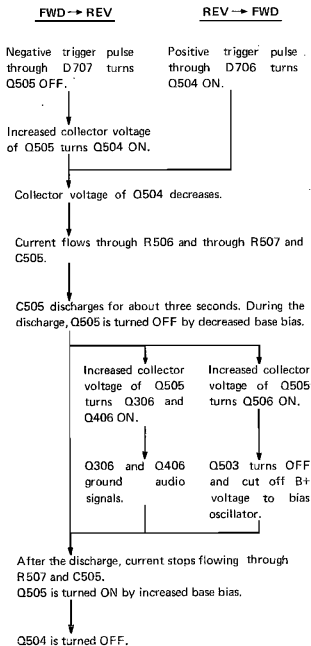 FWD → REV
Negative trigger pulse
through D707 turns
Q505 OFF.
Increased collector voltage
of Q505 turns Q504 ON.
REV → FWD
Positive trigger pulse
through D706 turns
Q504 ON.
Collector voltage of Q504 decreases.
Current flows through R506 and through R507 and
C505.
C505 discharges for about three seconds. During the
discharge, Q505 is turned OFF by decreased base bias.
Increased collector
voltage of Q505
turns Q306 and
Q406 ON.
Q306 and Q406
ground audio
signals.
Increased collector
voltage of Q505
turns Q506 ON.
Q503 turns OFF
and cut off B+
voltage to bias
oscillator.
After the discharge, current stops flowing through
R507 and C505.
Q505 is turned ON by increased base bias.
Q504 is turned OFF.